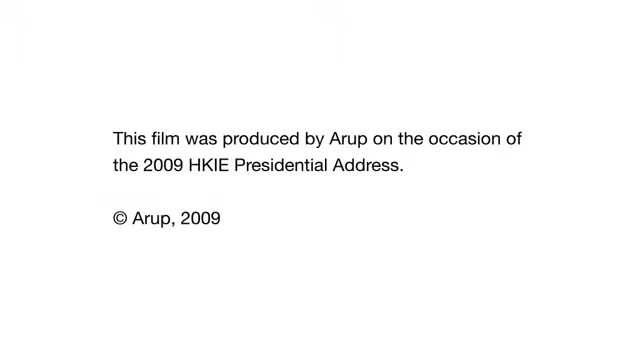 This film was produced by Arup on the occasion of
the 2009 HKIE Presidential Address.
© Arup, 2009